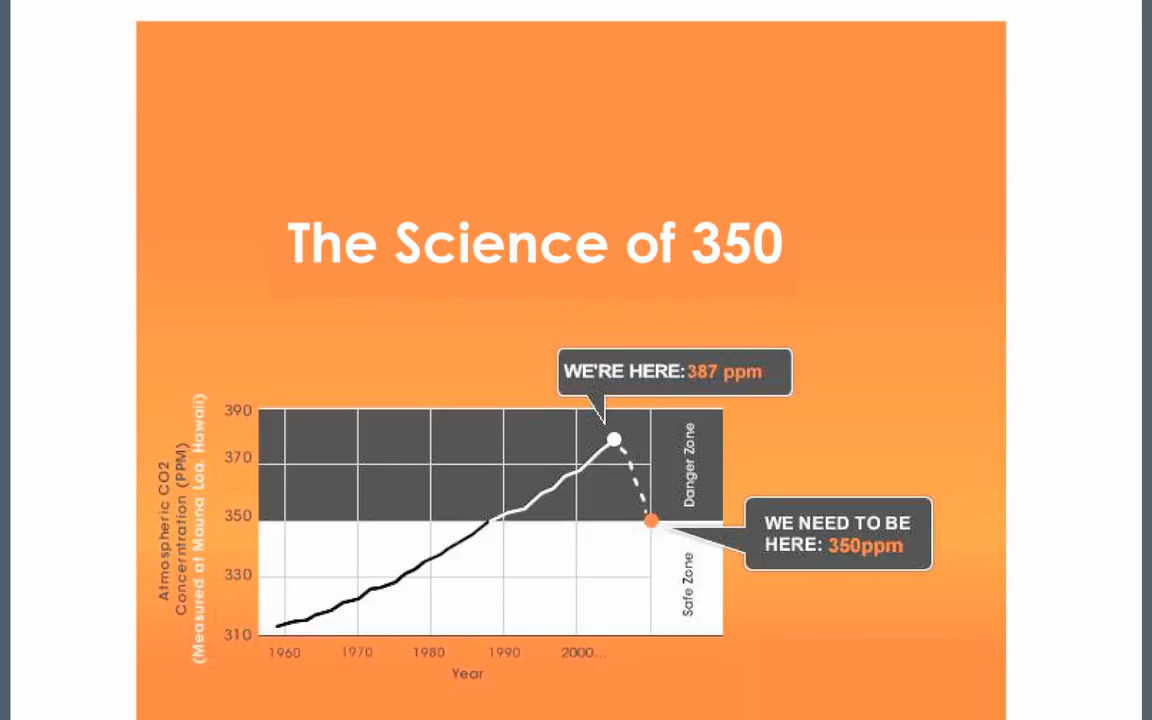 The Science of 350
WE'RE HERE: 387 ppm
390
370
350
330
310
Atmospheric CO2
Concerntration (PPM)
(Measured at Mauna Loa, Hawaii)
Danger Zone
Safe Zone
WE NEED TO BE
HERE: 350ppm
1960 1970 1980 1990 2000...
Year